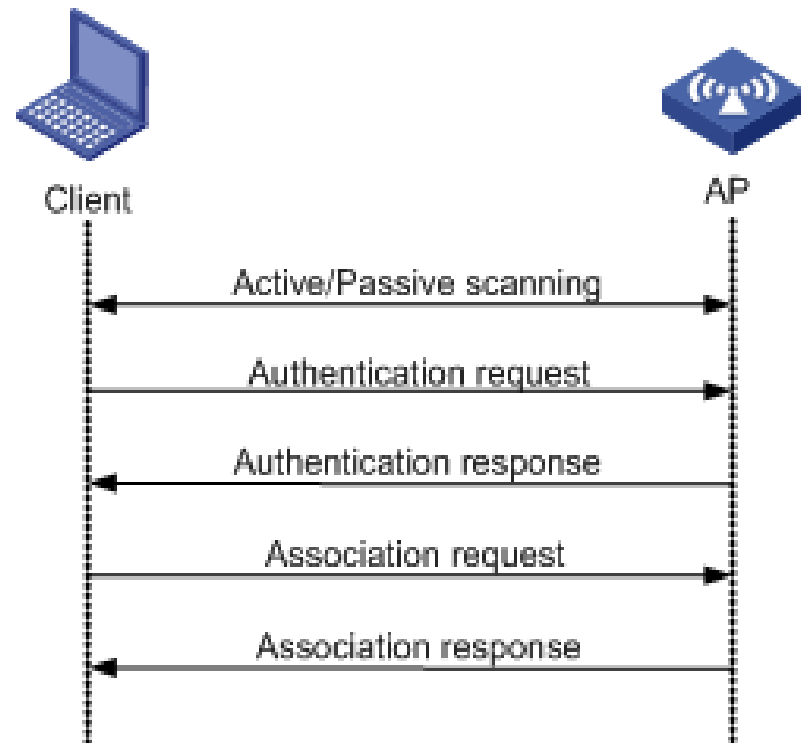 Client
AP
Active/Passive scanning
Authentication request
Authentication response
Association request
Association response